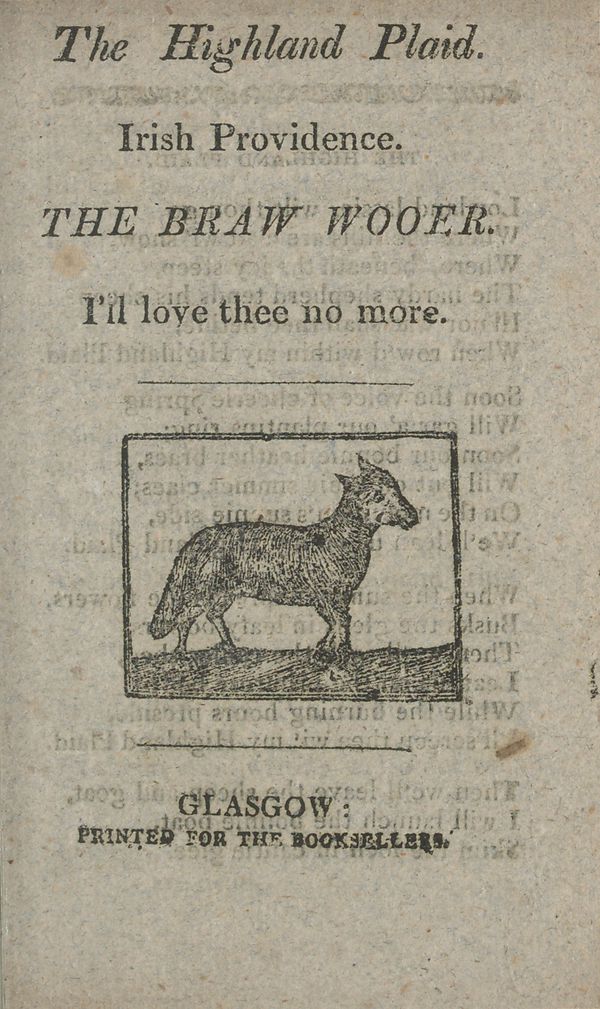 The Highland Plaid.
Irish Providence.
THE BRAW WOOER.
I'll love thee no more.
GLASGOW:
PRINTED FOR THE BOOKSELLERS.